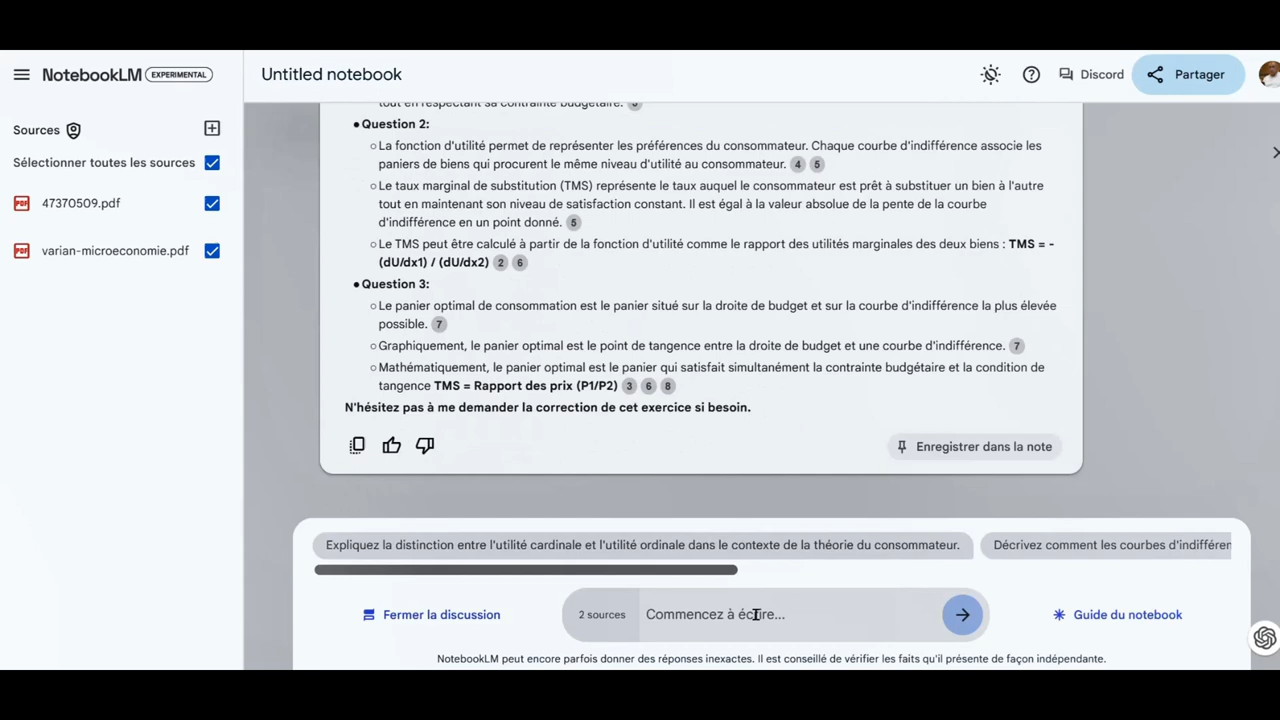 NotebookLM EXPERIMENTAL
Untitled notebook
Discord
Partager
Sources
Sélectionner toutes les sources
PDF 47370509.pdf
PDF varian-microeconomie.pdf
tout en respectant sa contrainte budgétaire. 3
• Question 2:
○ La fonction d'utilité permet de représenter les préférences du consommateur. Chaque courbe d'indifférence associe les
paniers de biens qui procurent le même niveau d'utilité au consommateur. 4 5
○ Le taux marginal de substitution (TMS) représente le taux auquel le consommateur est prêt à substituer un bien à l'autre
tout en maintenant son niveau de satisfaction constant. Il est égal à la valeur absolue de la pente de la courbe
d'indifférence en un point donné. 5
○ Le TMS peut être calculé à partir de la fonction d'utilité comme le rapport des utilités marginales des deux biens : TMS = -
(dU/dx1) / (dU/dx2) 2 6
• Question 3:
○ Le panier optimal de consommation est le panier situé sur la droite de budget et sur la courbe d'indifférence la plus élevée
possible. 7
○ Graphiquement, le panier optimal est le point de tangence entre la droite de budget et une courbe d'indifférence. 7
○ Mathématiquement, le panier optimal est le panier qui satisfait simultanément la contrainte budgétaire et la condition de
tangence TMS = Rapport des prix (P1/P2) 3 6 8
N'hésitez pas à me demander la correction de cet exercice si besoin.
Enregistrer dans la note
Expliquez la distinction entre l'utilité cardinale et l'utilité ordinale dans le contexte de la théorie du consommateur.
Décrivez comment les courbes d'indifféren
Fermer la discussion
2 sources
Commencez à écrire...
Guide du notebook
NotebookLM peut encore parfois donner des réponses inexactes. Il est conseillé de vérifier les faits qu'il présente de façon indépendante.